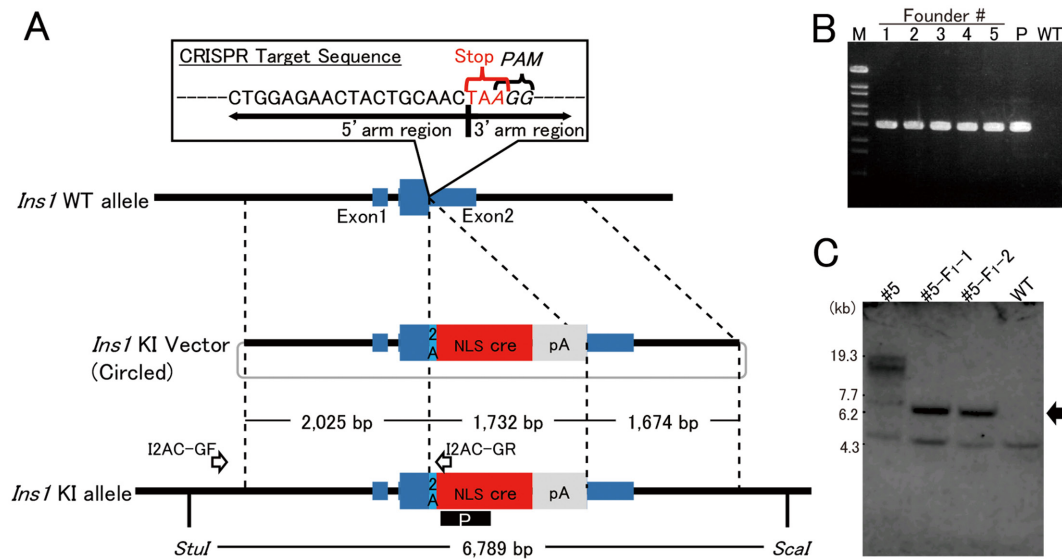 A
CRISPR Target Sequence
Stop
PAM
CTGGAGAACTACTGCAACTAAGG
5’ arm region
3’ arm region
Ins1 WT allele
Exon1
Exon2
Ins1 KI Vector
(Circled)
2A
NLS cre
pA
2,025 bp
1,732 bp
1,674 bp
I2AC-GF
I2AC-GR
Ins1 KI allele
2A
NLS cre
pA
P
StuI
6,789 bp
ScaI
B
Founder #
M 1 2 3 4 5 P WT
C
#5 #5-F1-1 #5-F1-2 WT
(kb)
19.3
7.7
6.2
4.3